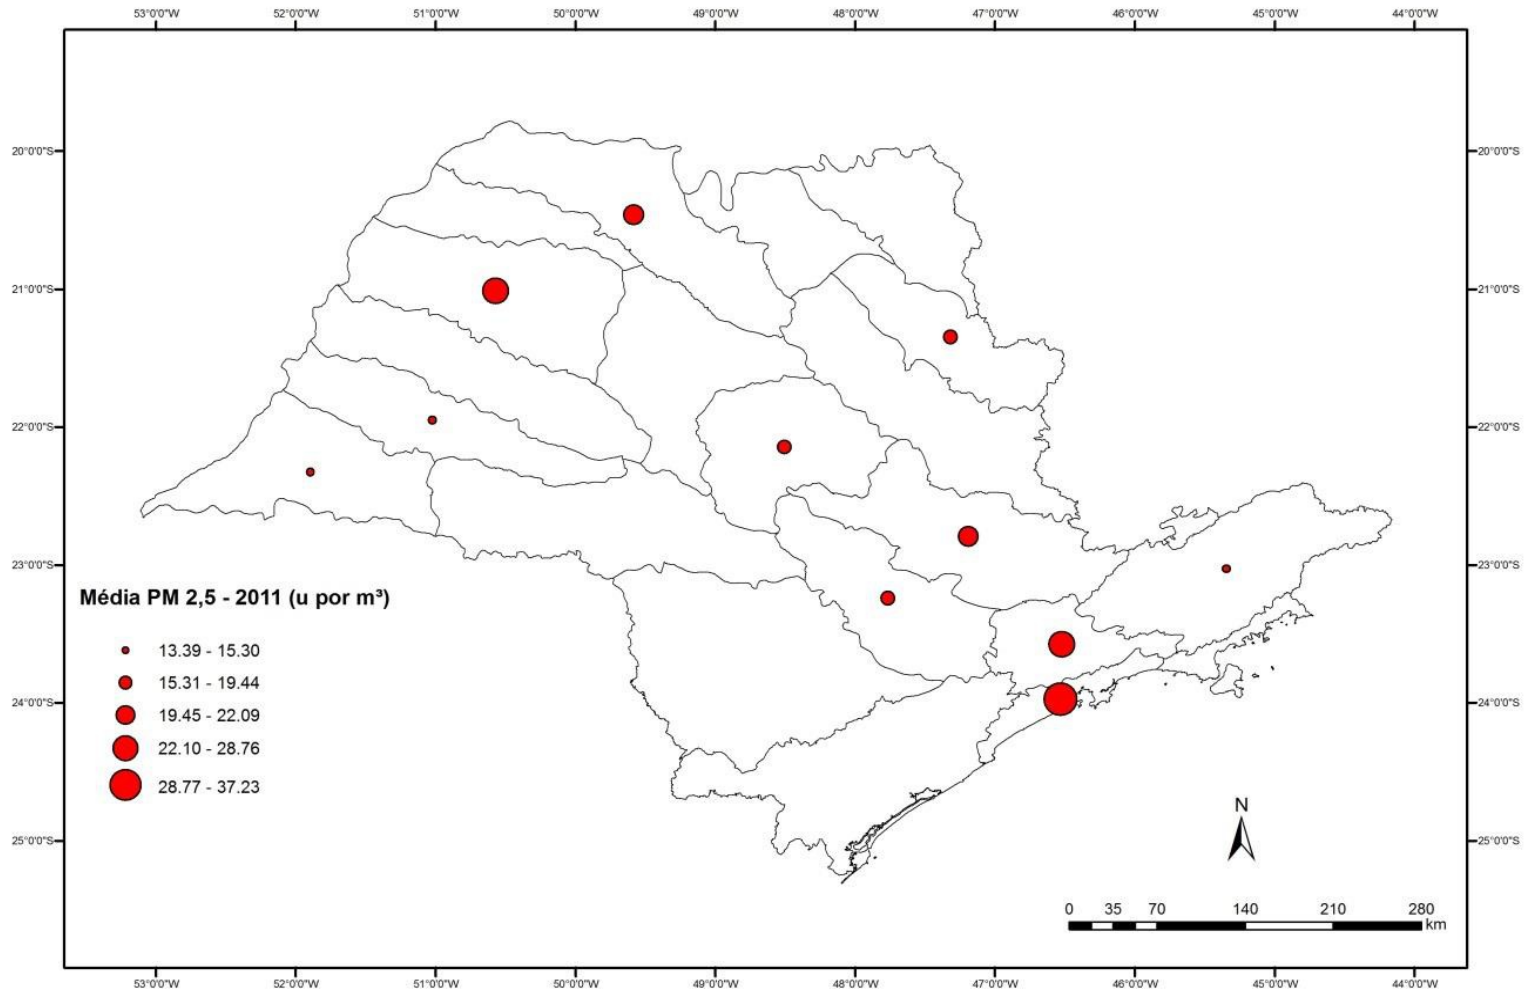 53°0'0"W 52°0'0"W 51°0'0"W 50°0'0"W 49°0'0"W 48°0'0"W 47°0'0"W 46°0'0"W 45°0'0"W 44°0'0"W
20°0'0"S 20°0'0"S
21°0'0"S 21°0'0"S
22°0'0"S 22°0'0"S
23°0'0"S 23°0'0"S
Média PM 2,5 - 2011 (u por m³)
13.39 - 15.30
15.31 - 19.44
24°0'0"S 24°0'0"S
19.45 - 22.09
22.10 - 28.76
28.77 - 37.23
N
25°0'0"S 25°0'0"S
0 35 70 140 210 280
km
53°0'0"W 52°0'0"W 51°0'0"W 50°0'0"W 49°0'0"W 48°0'0"W 47°0'0"W 46°0'0"W 45°0'0"W 44°0'0"W